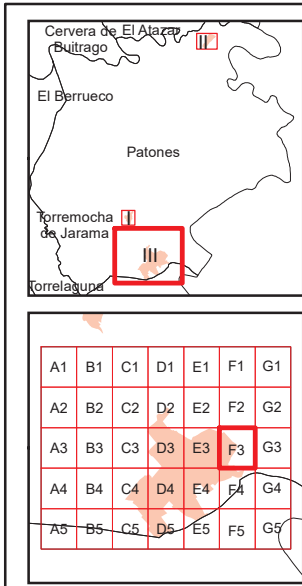 Cervera de El Atazar
Buitrago
II
El Berrueco
Patones
Torremocha
de Jarama
I
III
Torrelaguna
A1 B1 C1 D1 E1 F1 G1
A2 B2 C2 D2 E2 F2 G2
A3 B3 C3 D3 E3 F3 G3
A4 B4 C4 D4 E4 F4 G4
A5 B5 C5 D5 E5 F5 G5